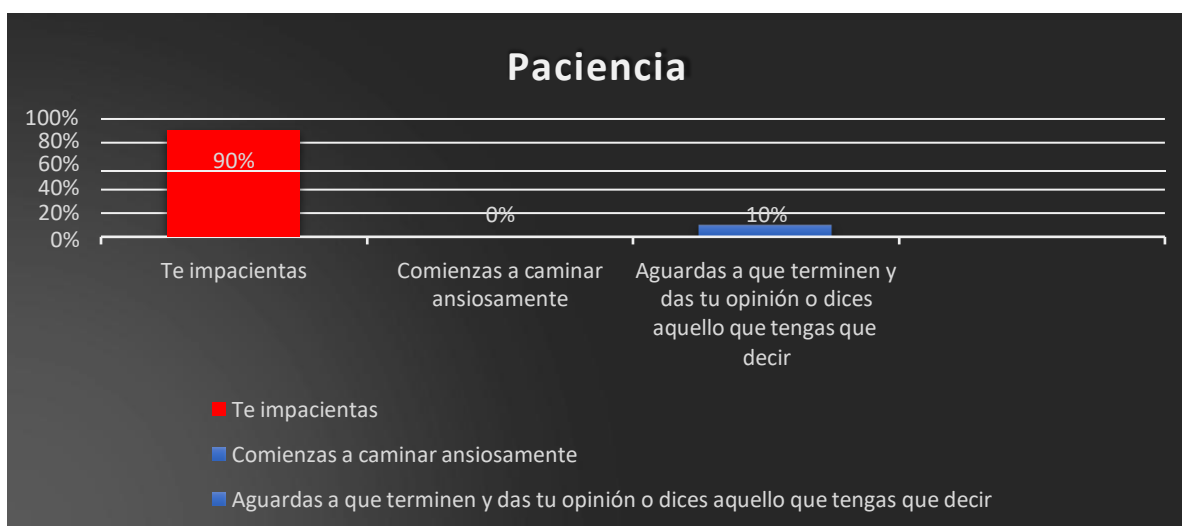 Paciencia
100%
80%
60%
40%
20%
0%
90%
0%
10%
Te impacientas
Comienzas a caminar
ansiosamente
Aguardas a que terminen y
das tu opinión o dices
aquello que tengas que
decir
Te impacientas
Comienzas a caminar ansiosamente
Aguardas a que terminen y das tu opinión o dices aquello que tengas que decir